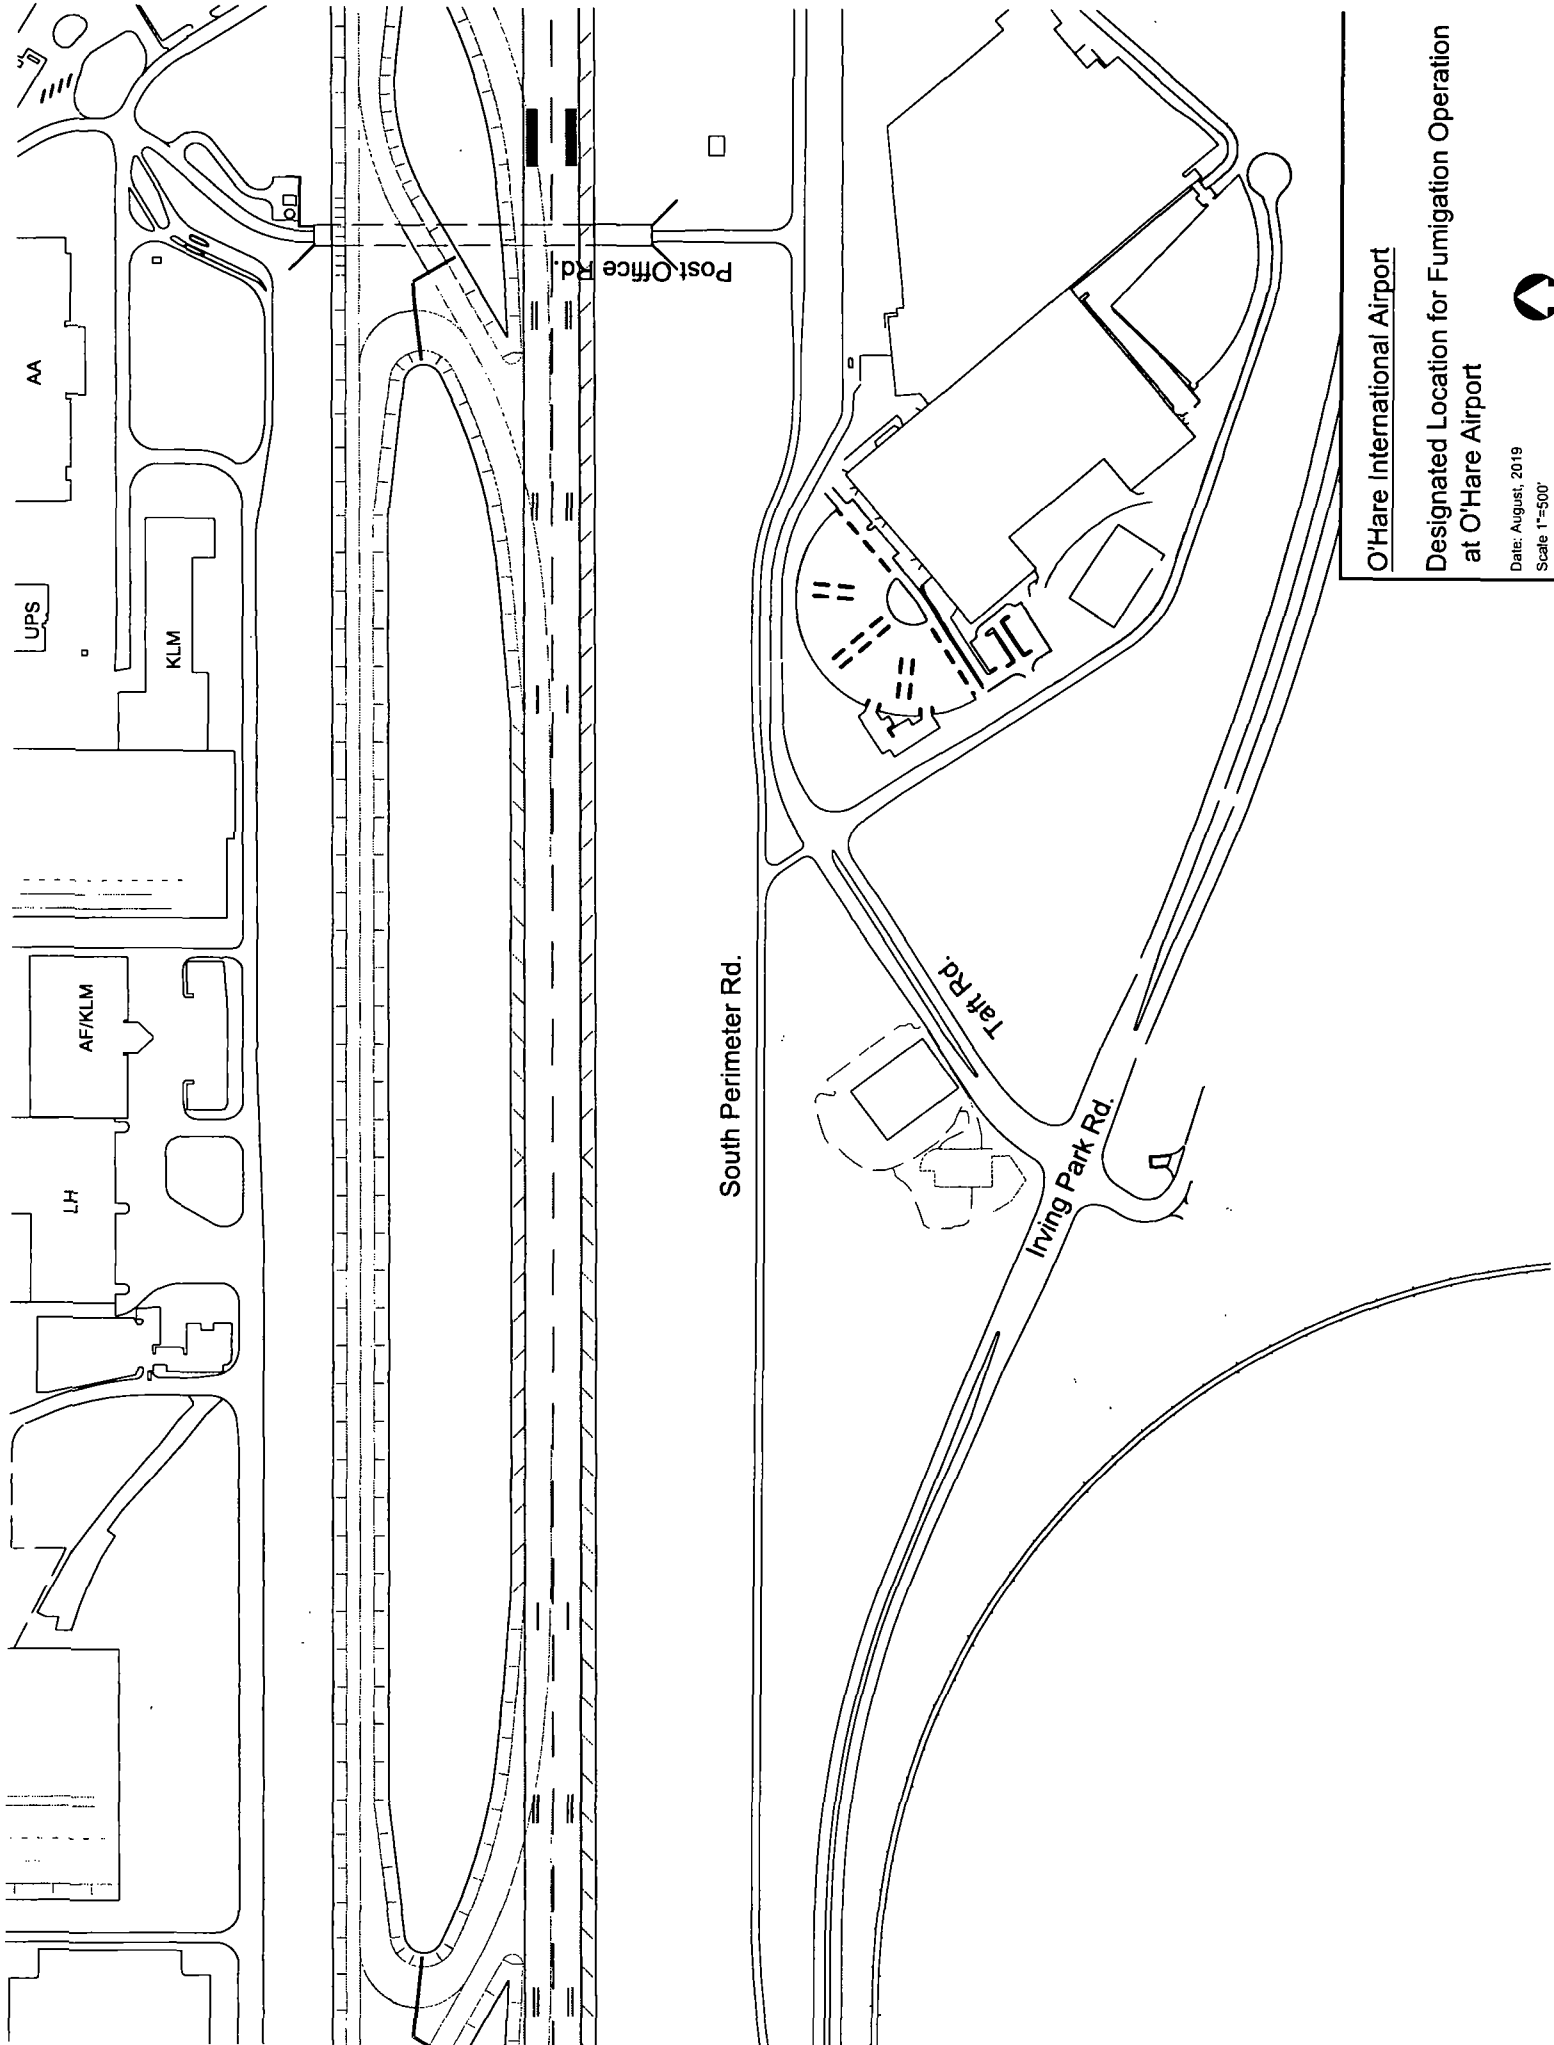 AA
UPS
KLM
AF/KLM
LH
Post Office Rd.
South Perimeter Rd.
Taft Rd.
Irving Park Rd.
O'Hare International Airport
Designated Location for Fumigation Operation
at O'Hare Airport
Date: August, 2019
Scale 1"=500'